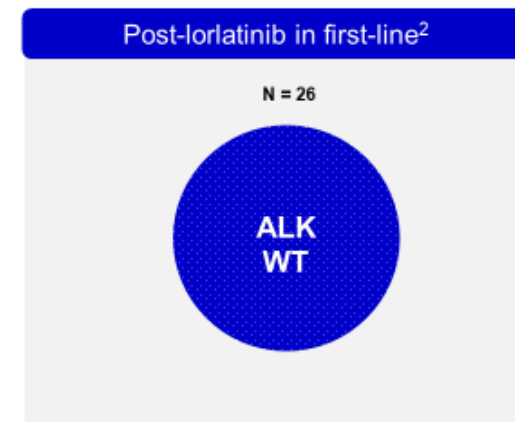 Post-lorlatinib in first-line²
N = 26
ALK
WT